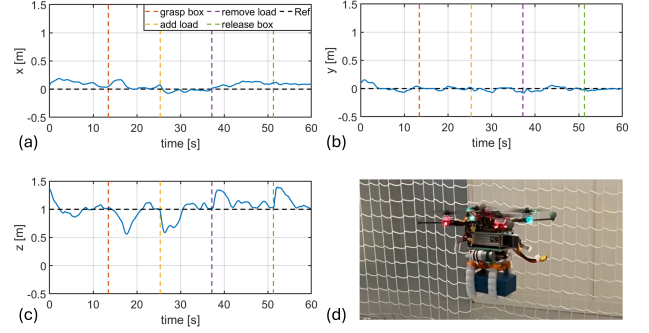 1.5
1
0.5
0
-0.5
x [m]
grasp box
remove load
Ref
add load
release box
0 10 20 30 40 50 60
time [s]
(a)
1.5
1
0.5
0
-0.5
y [m]
0 10 20 30 40 50 60
time [s]
(b)
1.5
1
1
0
-0.5
z [m]
0 10 20 30 40 50 60
time [s]
(c)
(d)